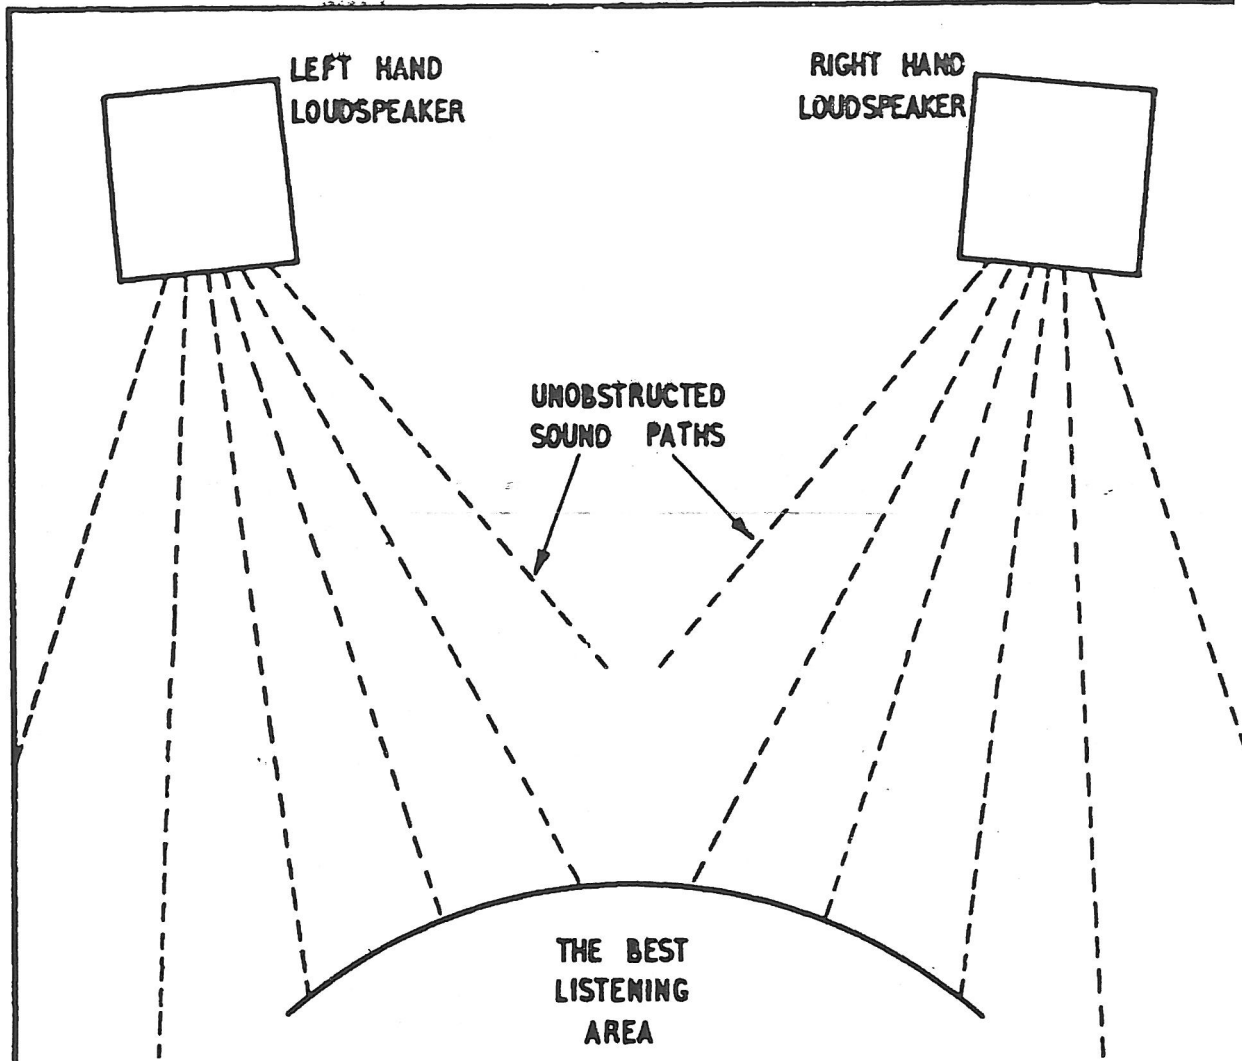 LEFT HAND
LOUDSPEAKER
RIGHT HAND
LOUDSPEAKER
UNOBSTRUCTED
SOUND PATHS
THE BEST
LISTENING
AREA